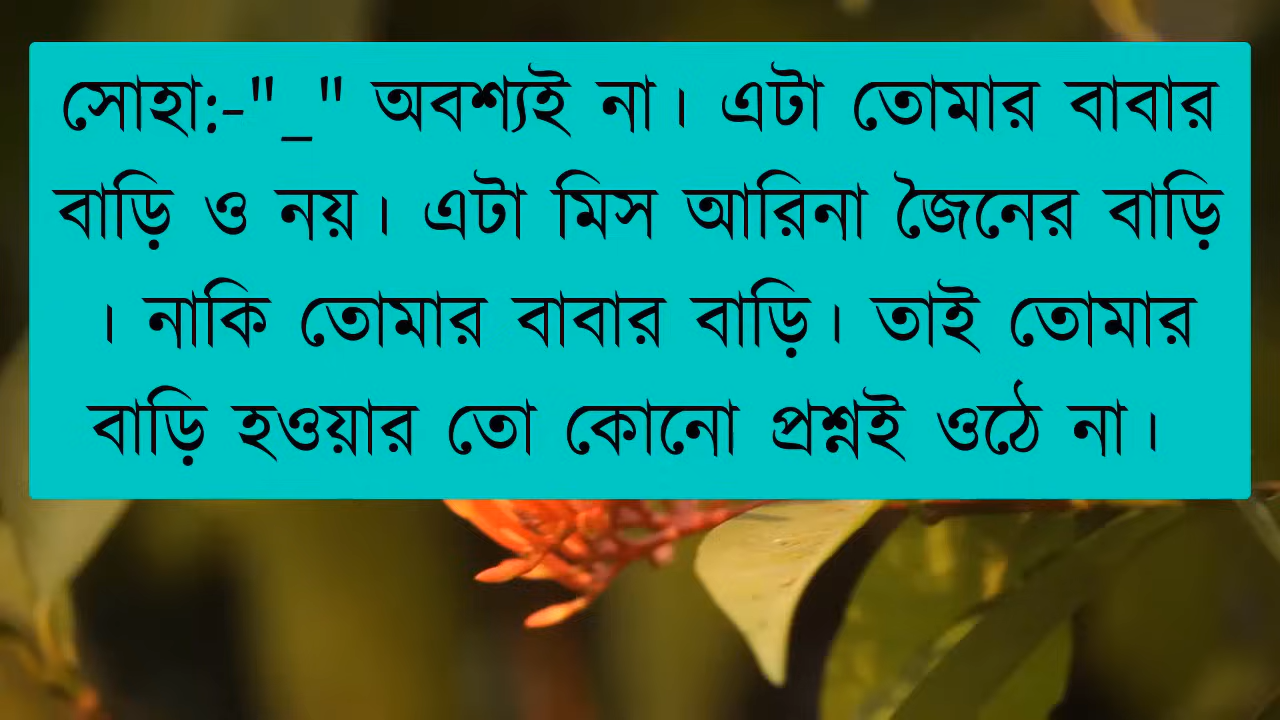 সোহা:-"_" অবশ্যই না। এটা তোমার বাবার
বাড়ি ও নয়। এটা মিস আরিনা জৈনের বাড়ি
। নাকি তোমার বাবার বাড়ি। তাই তোমার
বাড়ি হওয়ার তো কোনো প্রশ্নই ওঠে না।